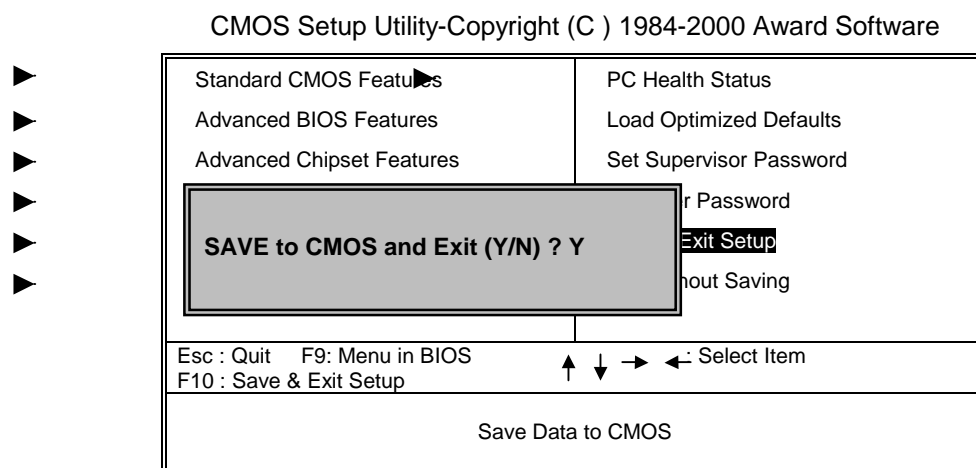 CMOS Setup Utility-Copyright (C ) 1984-2000 Award Software
Standard CMOS Features
PC Health Status
Advanced BIOS Features
Load Optimized Defaults
Advanced Chipset Features
Set Supervisor Password
r Password
SAVE to CMOS and Exit (Y/N) ? Y
Exit Setup
out Saving
Esc : Quit F9: Menu in BIOS
↑ ↓ → ← : Select Item
F10 : Save & Exit Setup
Save Data to CMOS